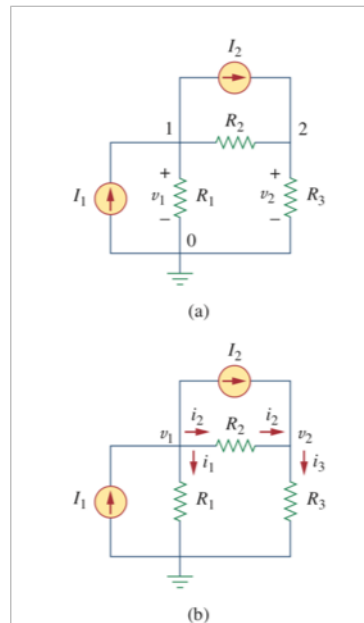 I₂
1 R₂ 2
+ +
I₁ v₁ R₁ v₂ R₃
– –
0
(a)
I₂
i₂ i₂
v₁ R₂ v₂
i₁ i₃
I₁ R₁ R₃
(b)